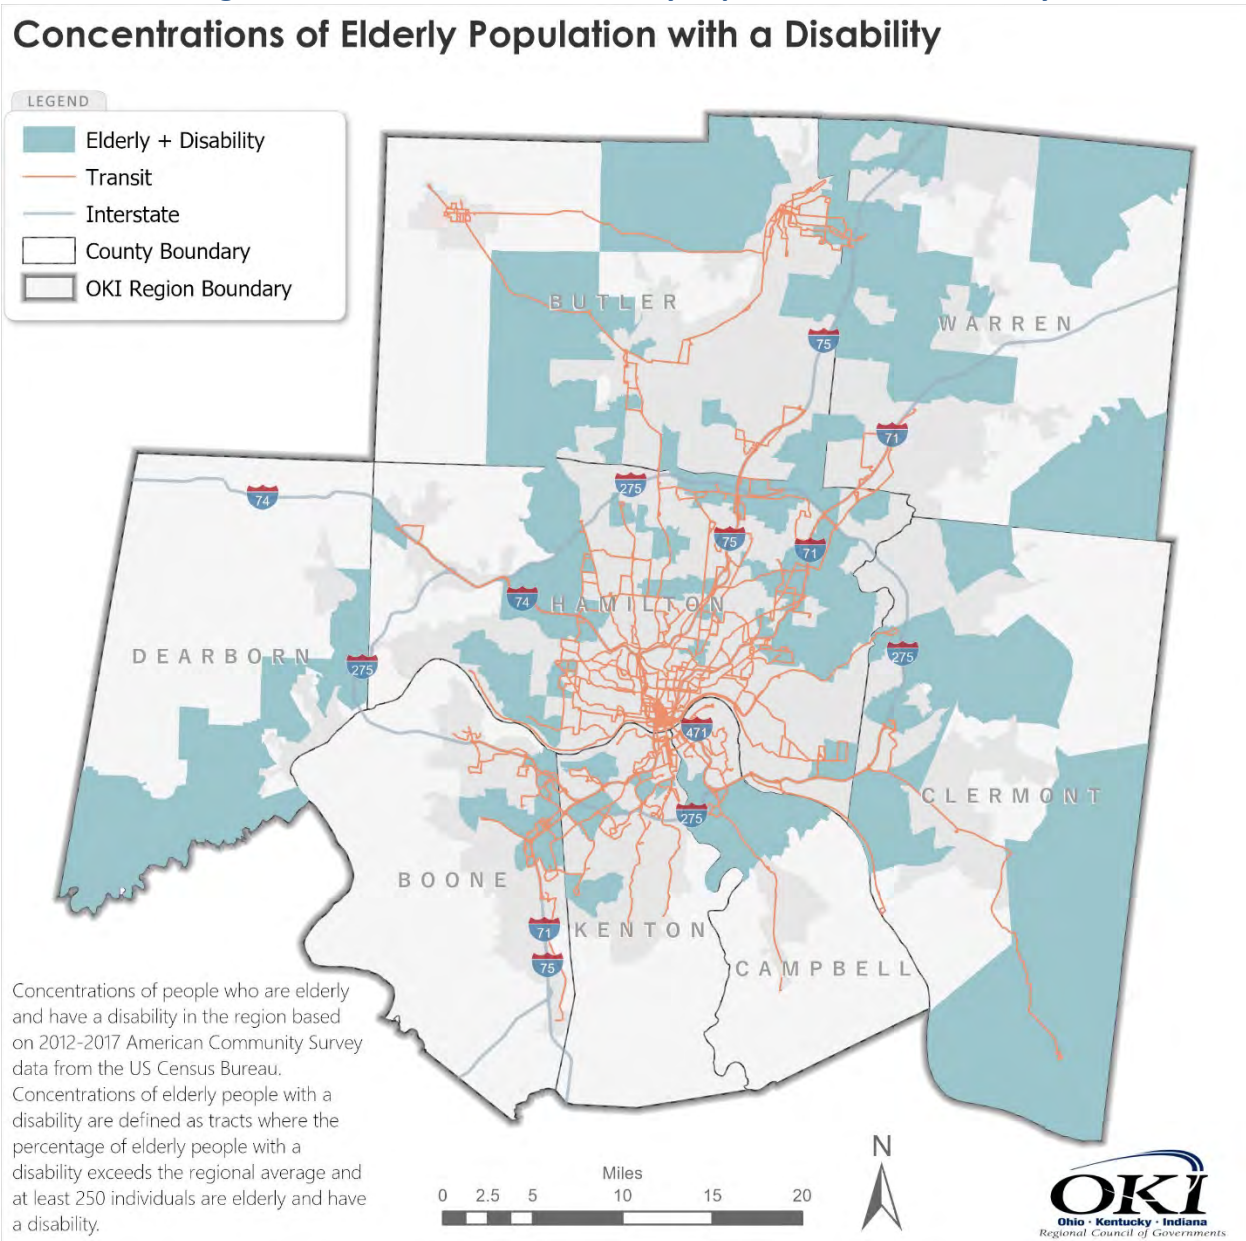 Concentrations of Elderly Population with a Disability
LEGEND
Elderly + Disability
Transit
Interstate
County Boundary
OKI Region Boundary
BUTLER
WARREN
75
71
275
74
75
71
74
HAMILTON
DEARBORN
275
275
471
CLERMONT
275
BOONE
71
KENTON
75
CAMPBELL
Concentrations of people who are elderly
and have a disability in the region based
on 2012-2017 American Community Survey
data from the US Census Bureau.
Concentrations of elderly people with a
disability are defined as tracts where the
percentage of elderly people with a
disability exceeds the regional average and
at least 250 individuals are elderly and have
a disability.
Miles
0 2.5 5 10 15 20
N
OKI
Ohio · Kentucky · Indiana
Regional Council of Governments